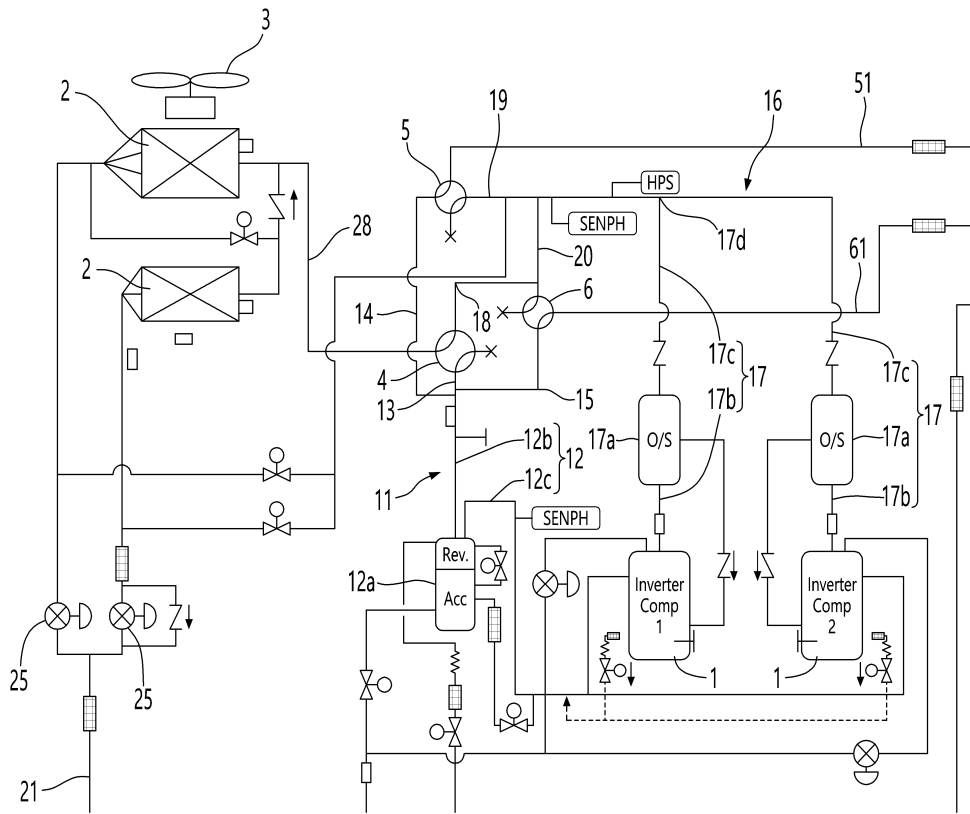 3
2
5
19
51
16
HPS
SENPH
17d
2
28
20
6
61
14
18
4
13
15
17c
17
17b
17c
17
17a
O/S
O/S
17a
17b
12b
12
12c
11
SENPH
Rev.
12a
Acc
Inverter
Comp
1
Inverter
Comp
2
25
25
1
1
21